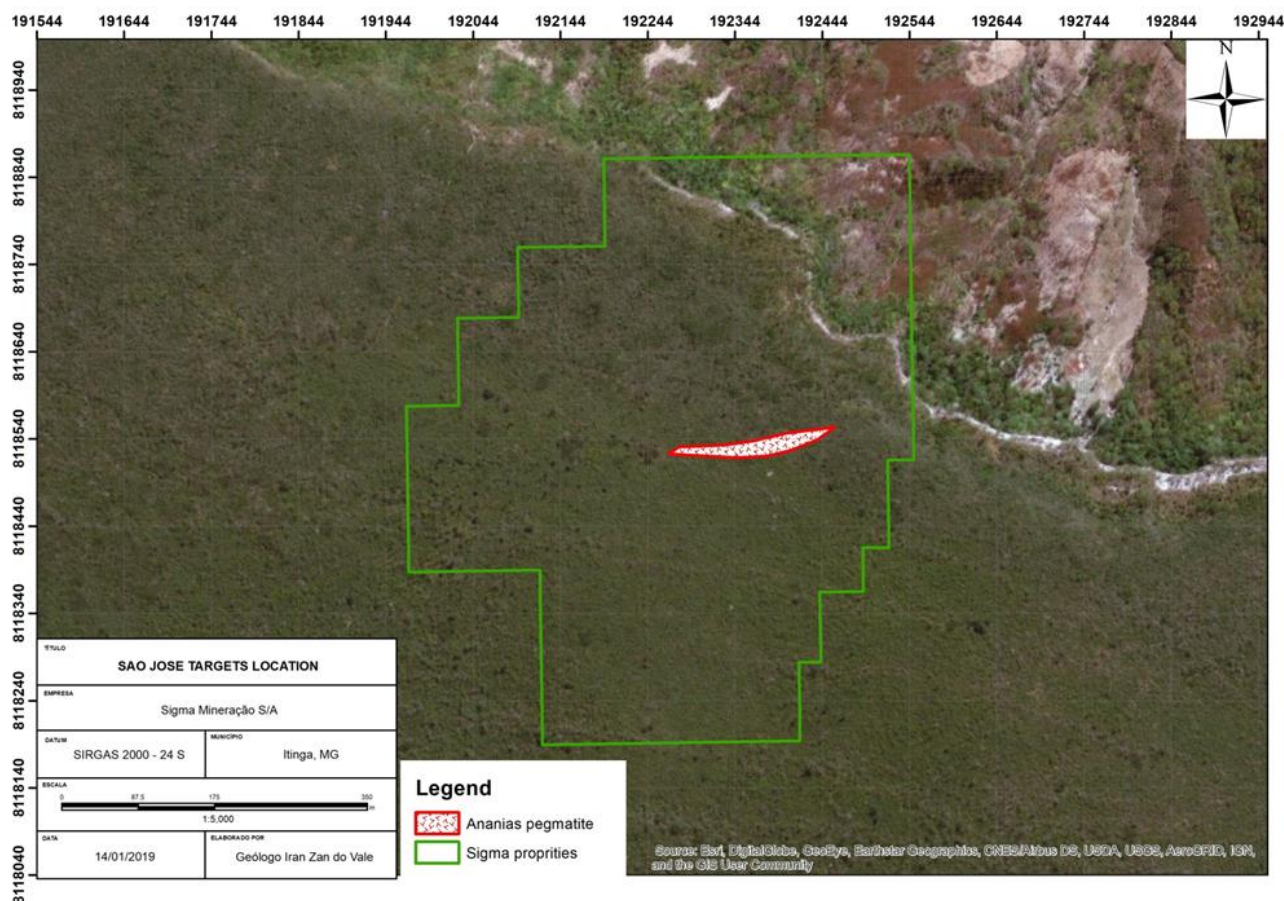 191544 191644 191744 191844 191944 192044 192144 192244 192344 192444 192544 192644 192744 192844 192944
8118940
8118840
8118740
8118640
8118540
8118440
8118340
8118240
8118140
8118040
N
TÍTULO
SAO JOSE TARGETS LOCATION
EMPRESA
Sigma Mineração S/A
DATUM
SIRGAS 2000 - 24 S
MUNICÍPIO
Itinga, MG
ESCALA
0 87,5 175 350
m
1:5,000
DATA
14/01/2019
ELABORADO POR
Geólogo Iran Zan do Vale
Legend
Ananias pegmatite
Sigma proprities
Source: Esri, DigitalGlobe, GeoEye, Earthstar Geographics, CNES/Airbus DS, USDA, USGS, AeroGRID, IGN,
and the GIS User Community